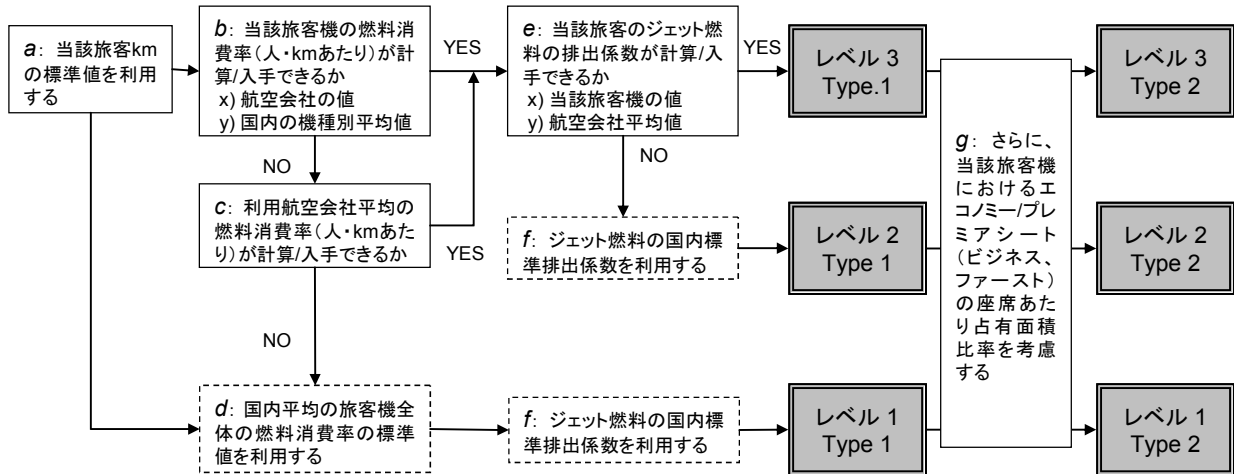 a: 当該旅客km
の標準値を利用
する
b: 当該旅客機の燃料消
費率(人・kmあたり)が計
算/入手できるか
x) 航空会社の値
y) 国内の機種別平均値
YES
e: 当該旅客のジェット燃
料の排出係数が計算/入
手できるか
x) 当該旅客機の値
y) 航空会社平均値
YES
レベル 3
Type.1
レベル 3
Type 2
NO
NO
c: 利用航空会社平均の
燃料消費率(人・kmあた
り)が計算/入手できるか
YES
f: ジェット燃料の国内標
準排出係数を利用する
レベル 2
Type 1
g: さらに、
当該旅客機
におけるエ
コノミー/プレ
ミアシート
(ビジネス、
ファースト)
の座席あた
り占有面積
比率を考慮
する
レベル 2
Type 2
NO
d: 国内平均の旅客機全
体の燃料消費率の標準
値を利用する
f: ジェット燃料の国内標
準排出係数を利用する
レベル 1
Type 1
レベル 1
Type 2